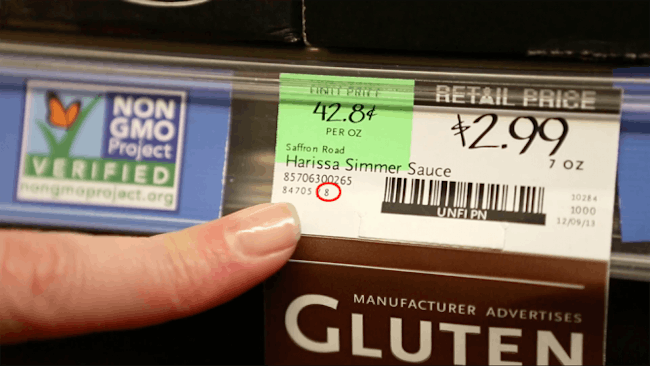 NON
GMO
Project
VERIFIED
nongmoproject.org
UNIT PRICE
42.8¢
PER OZ
RETAIL PRICE
$2.99
7 OZ
Saffron Road
Harissa Simmer Sauce
85706300265
84705 8
UNFI PN
10284
1000
12/09/13
MANUFACTURER ADVERTISES
GLUTEN